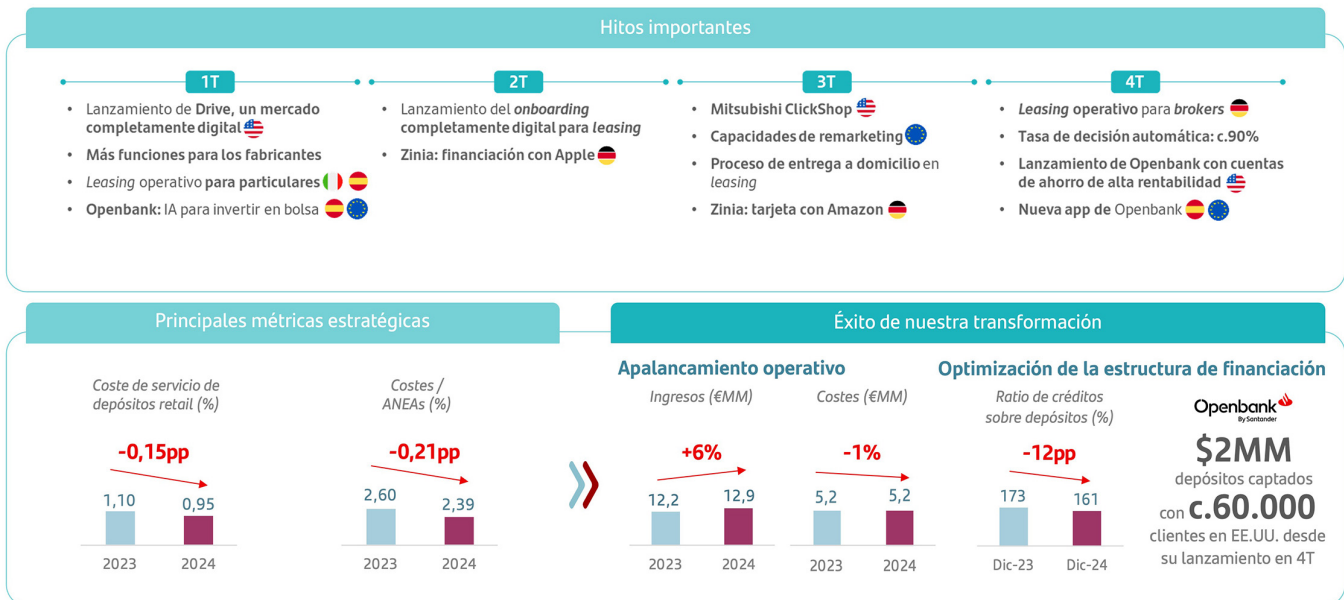 Hitos importantes
1T
• Lanzamiento de Drive, un mercado
completamente digital
• Más funciones para los fabricantes
• Leasing operativo para particulares
• Openbank: IA para invertir en bolsa
2T
• Lanzamiento del onboarding
completamente digital para leasing
• Zinia: financiación con Apple
3T
• Mitsubishi ClickShop
• Capacidades de remarketing
• Proceso de entrega a domicilio en
leasing
• Zinia: tarjeta con Amazon
4T
• Leasing operativo para brokers
• Tasa de decisión automática: c.90%
• Lanzamiento de Openbank con cuentas
de ahorro de alta rentabilidad
• Nueva app de Openbank
Principales métricas estratégicas
Coste de servicio de
depósitos retail (%)
-0,15pp
1,10
0,95
2023
2024
Costes /
ANEAs (%)
-0,21pp
2,60
2,39
2023
2024
Éxito de nuestra transformación
Apalancamiento operativo
Ingresos (€MM)
+6%
12,2
12,9
2023
2024
Costes (€MM)
-1%
5,2
5,2
2023
2024
Optimización de la estructura de financiación
Ratio de créditos
sobre depósitos (%)
-12pp
173
161
Dic-23
Dic-24
Openbank
By Santander
$2MM
depósitos captados
con c.60.000
clientes en EE.UU. desde
su lanzamiento en 4T